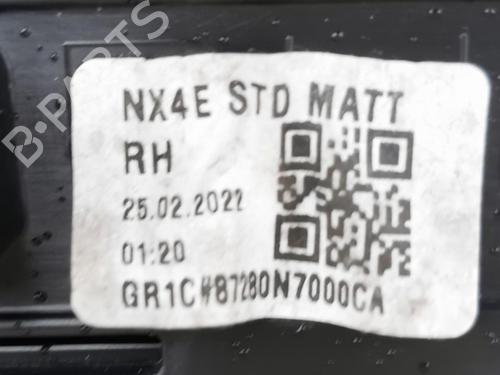 B-PARTS
NX4E STD MATT
RH
25.02.2022
01:20
GR1C#87280N7000CA